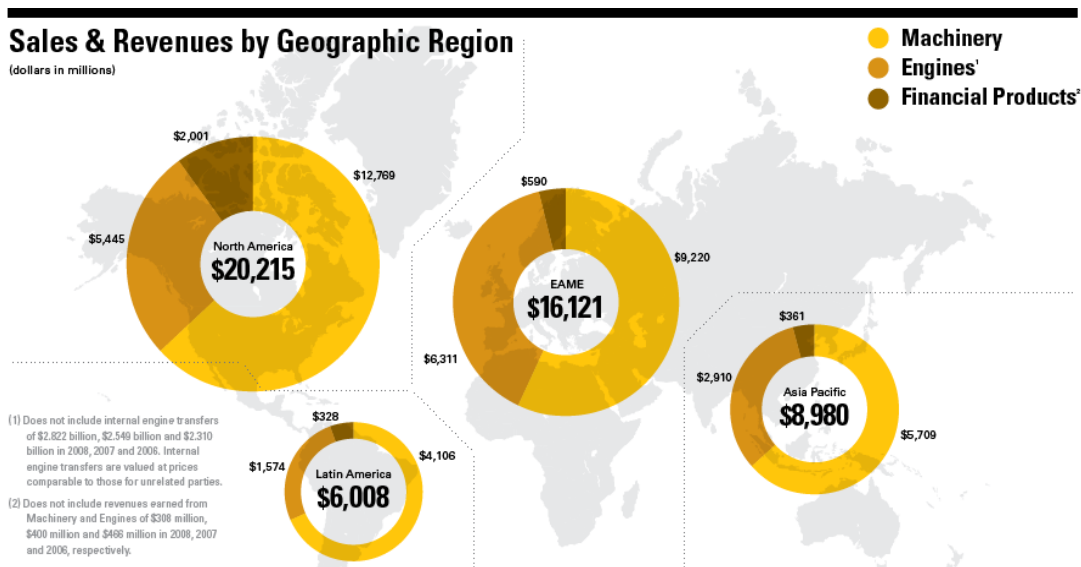 Sales & Revenues by Geographic Region
(dollars in millions)
Machinery
Engines¹
Financial Products²
$2,001
$12,769
$5,445
North America
$20,215
$590
$9,220
EAME
$16,121
$6,311
$361
$2,910
Asia Pacific
$8,980
$5,709
$328
$4,106
$1,574
Latin America
$6,008
(1) Does not include internal engine transfers
of $2.822 billion, $2.549 billion and $2.310
billion in 2008, 2007 and 2006. Internal
engine transfers are valued at prices
comparable to those for unrelated parties.
(2) Does not include revenues earned from
Machinery and Engines of $308 million,
$400 million and $466 million in 2008, 2007
and 2006, respectively.